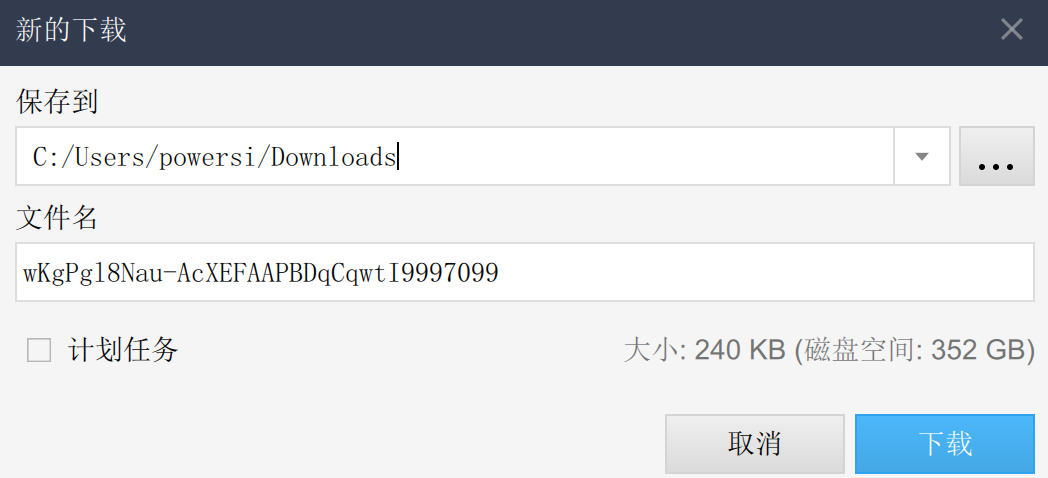 新的下载
保存到
C:/Users/powersi/Downloads
...
文件名
wKgPgl8Nau-AcXEFAAPBDqCqwtI9997099
计划任务 大小: 240 KB (磁盘空间: 352 GB)
取消 下载